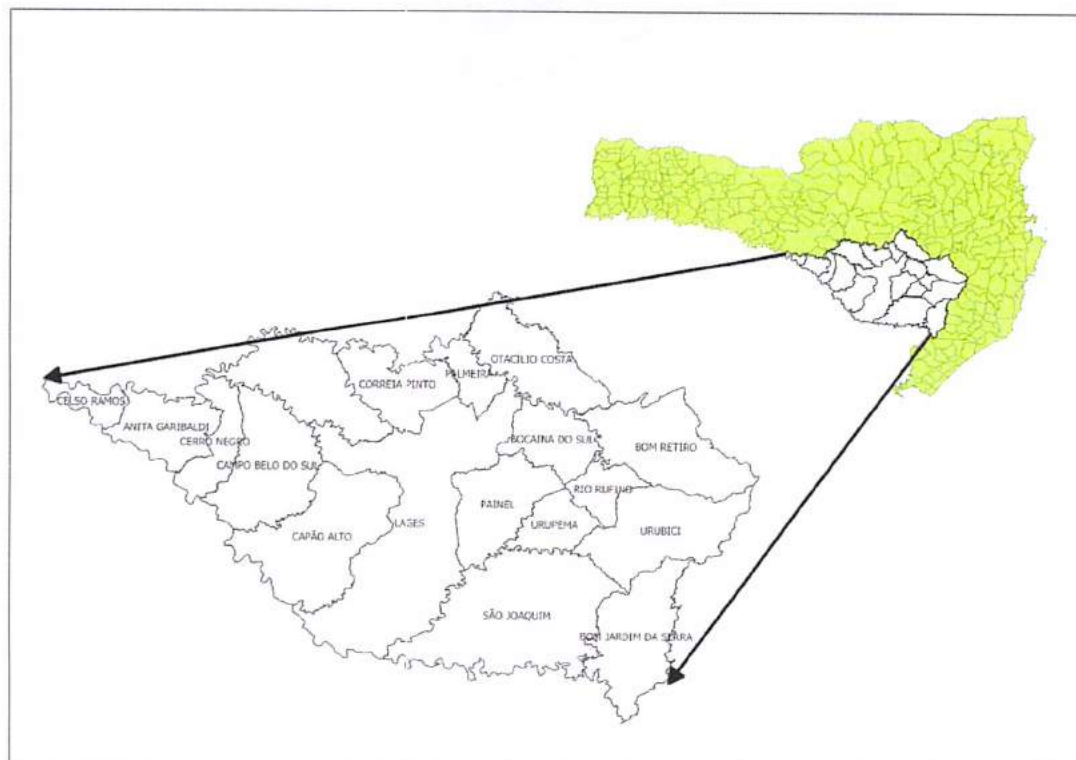 OTACÍLIO COSTA
PALMEIRA
CORREIA PINTO
CELSO RAMOS
ANITA GARIBALDI
CERRO NEGRO
BOCAINA DO SUL
BOM RETIRO
CAMPO BELO DO SUL
RIO RUFINO
PAINEL
URUPEMA
LAGES
URUBICI
CAPÃO ALTO
SÃO JOAQUIM
BOM JARDIM DA SERRA